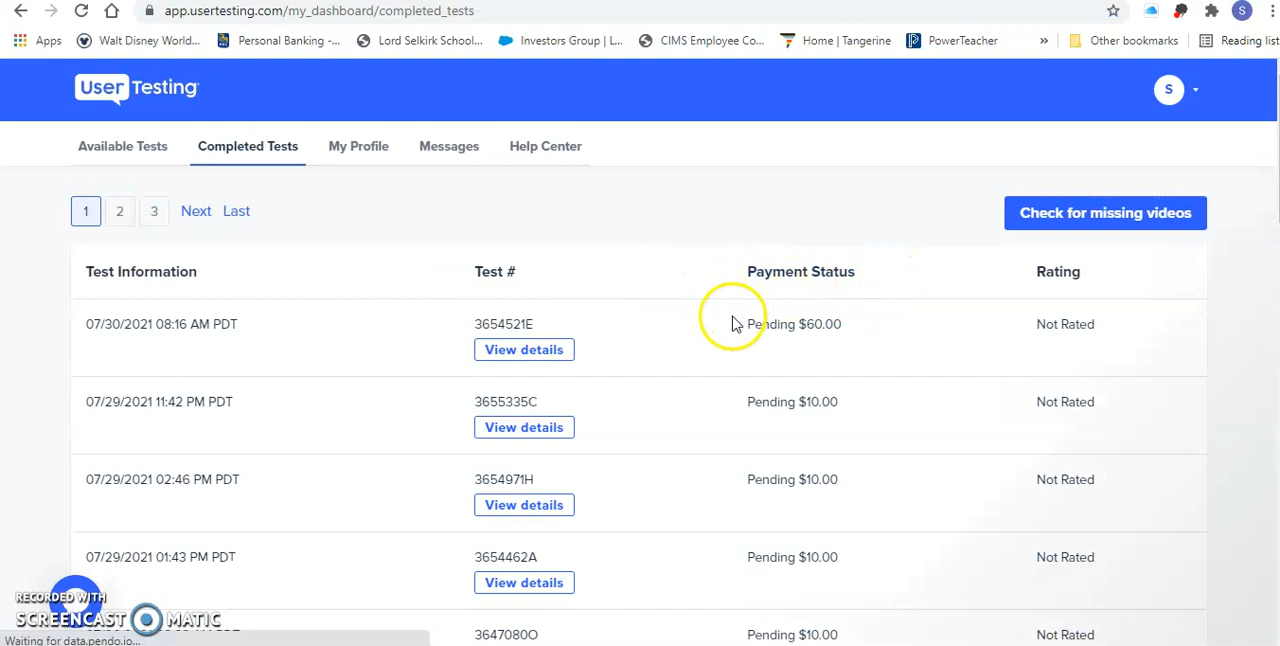 app.usertesting.com/my_dashboard/completed_tests
S
Apps Walt Disney World... Personal Banking -... Lord Selkirk School... Investors Group | L... CIMS Employee Co... Home | Tangerine PowerTeacher » Other bookmarks Reading list
User Testing
S
Available Tests Completed Tests My Profile Messages Help Center
1 2 3 Next Last
Check for missing videos
Test Information Test # Payment Status Rating
07/30/2021 08:16 AM PDT 3654521E Pending $60.00 Not Rated
View details
07/29/2021 11:42 PM PDT 3655335C Pending $10.00 Not Rated
View details
07/29/2021 02:46 PM PDT 3654971H Pending $10.00 Not Rated
View details
07/29/2021 01:43 PM PDT 3654462A Pending $10.00 Not Rated
View details
RECORDED WITH
SCREENCAST MATIC
3647080O Pending $10.00 Not Rated
Waiting for data.pendo.io...